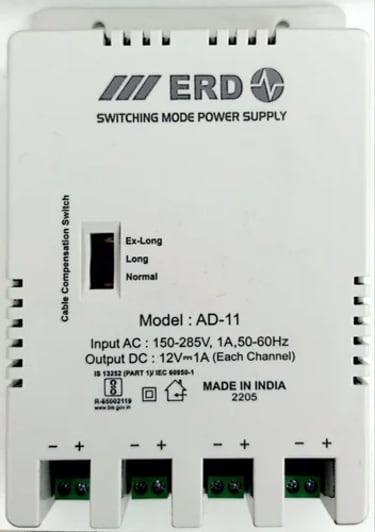 ERD
SWITCHING MODE POWER SUPPLY
Cable Compensation Switch
Ex-Long
Long
Normal
Model : AD-11
Input AC : 150-285V, 1A,50-60Hz
Output DC : 12V⎓1A (Each Channel)
IS 13252 (PART 1)/ IEC 60950-1
R-65002119
www.bis.gov.in
MADE IN INDIA
2205
− + − + − + − +